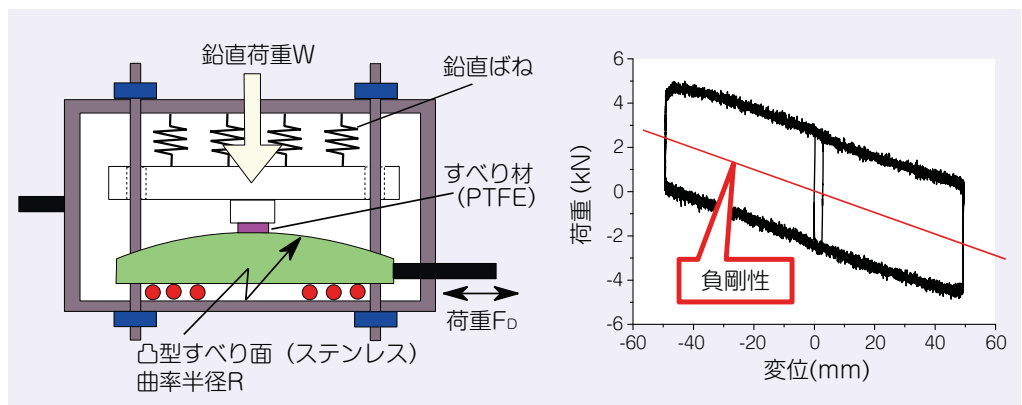 鉛直荷重W
鉛直ばね
すべり材
(PTFE)
荷重FD
凸型すべり面（ステンレス）
曲率半径R
荷重(kN)
6
4
2
0
-2
-4
-6
負剛性
-60
-40
-20
0
20
40
60
変位(mm)